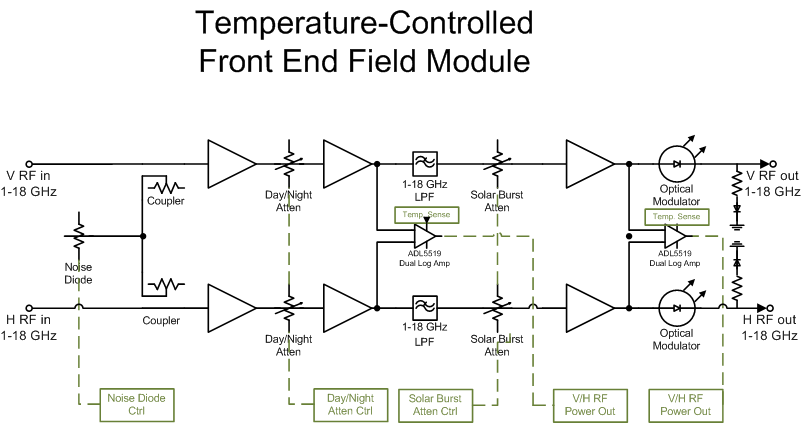 Temperature-Controlled
Front End Field Module
V RF in
1-18 GHz
Coupler
Day/Night
Atten
1-18 GHz
LPF
Solar Burst
Atten
Optical
Modulator
V RF out
1-18 GHz
Temp. Sense
ADL5519
Dual Log Amp
Temp. Sense
ADL5519
Dual Log Amp
Noise
Diode
H RF in
1-18 GHz
Coupler
Day/Night
Atten
1-18 GHz
LPF
Solar Burst
Atten
Optical
Modulator
H RF out
1-18 GHz
Noise Diode
Ctrl
Day/Night
Atten Ctrl
Solar Burst
Atten Ctrl
V/H RF
Power Out
V/H RF
Power Out